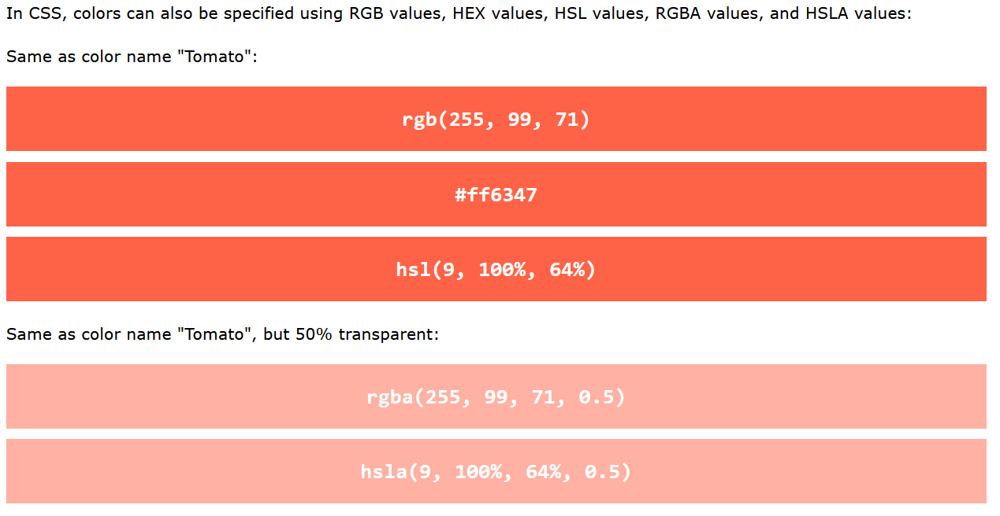 In CSS, colors can also be specified using RGB values, HEX values, HSL values, RGBA values, and HSLA values:
Same as color name "Tomato":
rgb(255, 99, 71)
#ff6347
hsl(9, 100%, 64%)
Same as color name "Tomato", but 50% transparent:
rgba(255, 99, 71, 0.5)
hsla(9, 100%, 64%, 0.5)